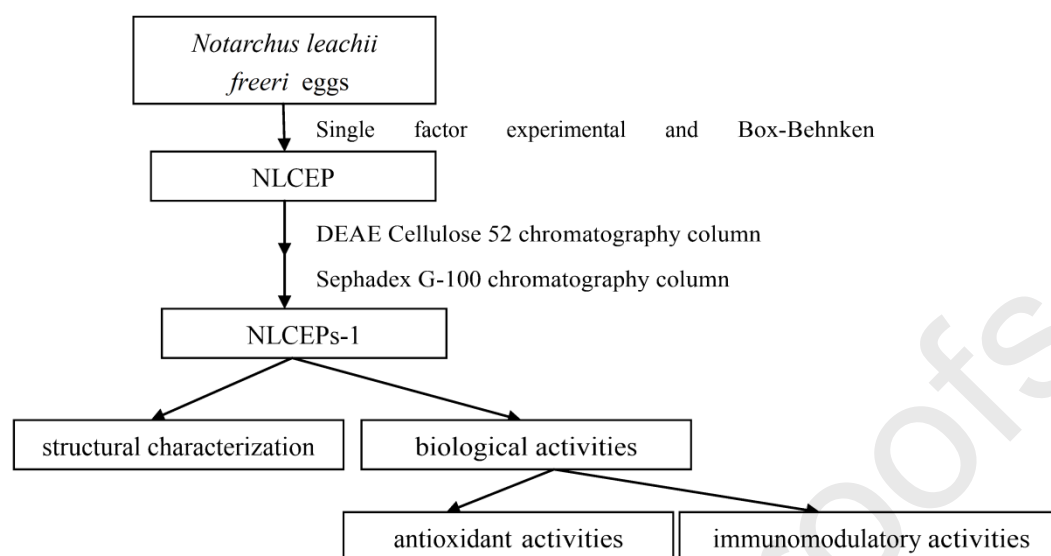 Notarchus leachii
freeri eggs
Single factor experimental and Box-Behnken
NLCEP
DEAE Cellulose 52 chromatography column
Sephadex G-100 chromatography column
NLCEPs-1
structural characterization
biological activities
antioxidant activities
immunomodulatory activities
roofs